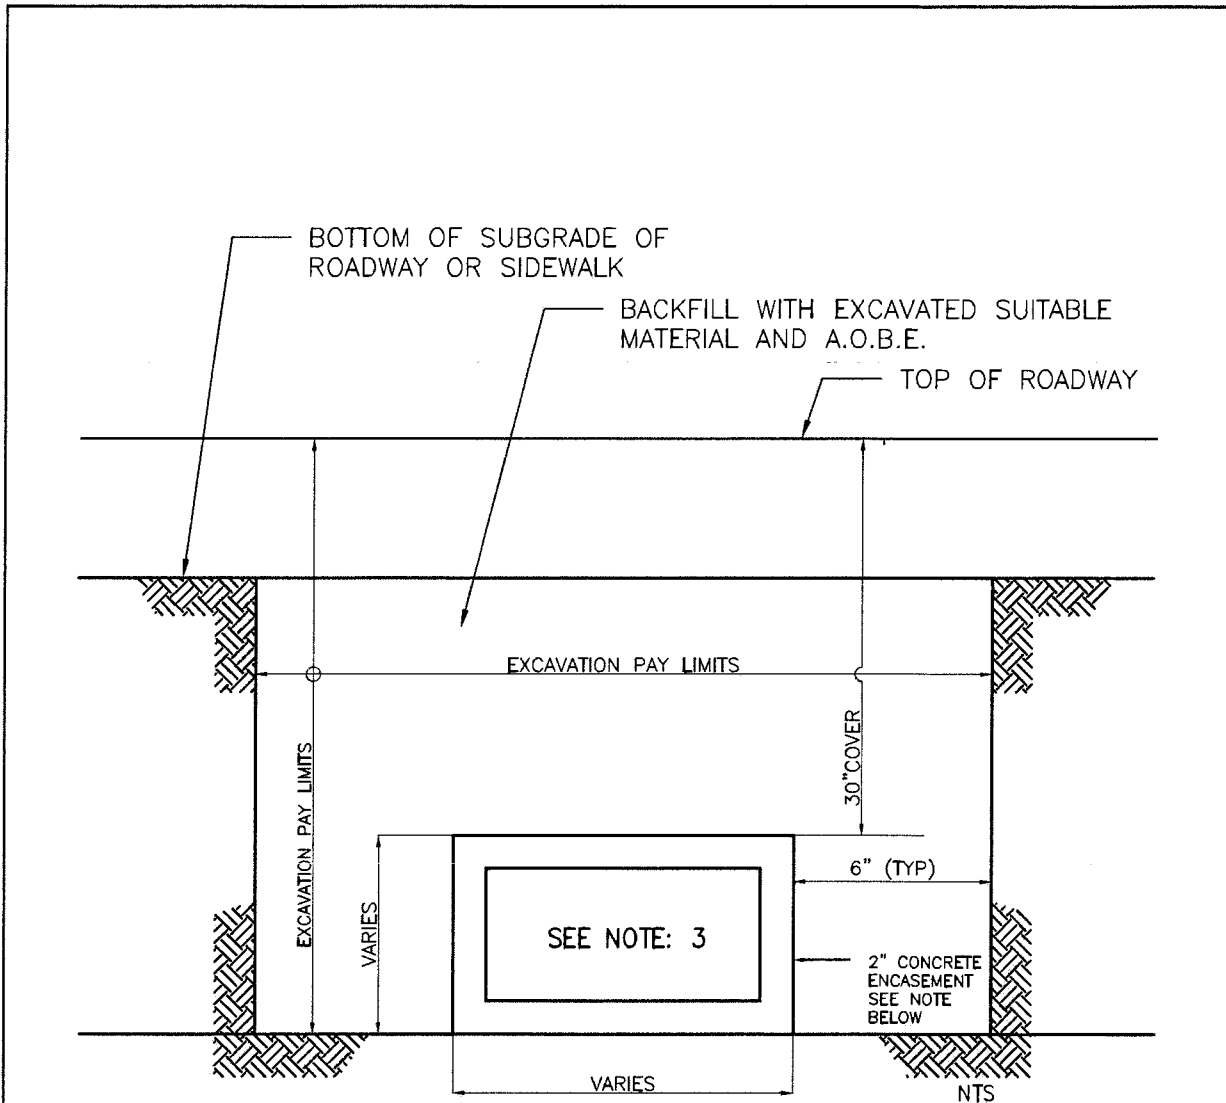 BOTTOM OF SUBGRADE OF
ROADWAY OR SIDEWALK
BACKFILL WITH EXCAVATED SUITABLE
MATERIAL AND A.O.B.E.
TOP OF ROADWAY
EXCAVATION PAY LIMITS
EXCAVATION PAY LIMITS
30"COVER
VARIES
6" (TYP)
SEE NOTE: 3
2" CONCRETE
ENCASEMENT
SEE NOTE
BELOW
VARIES
NTS